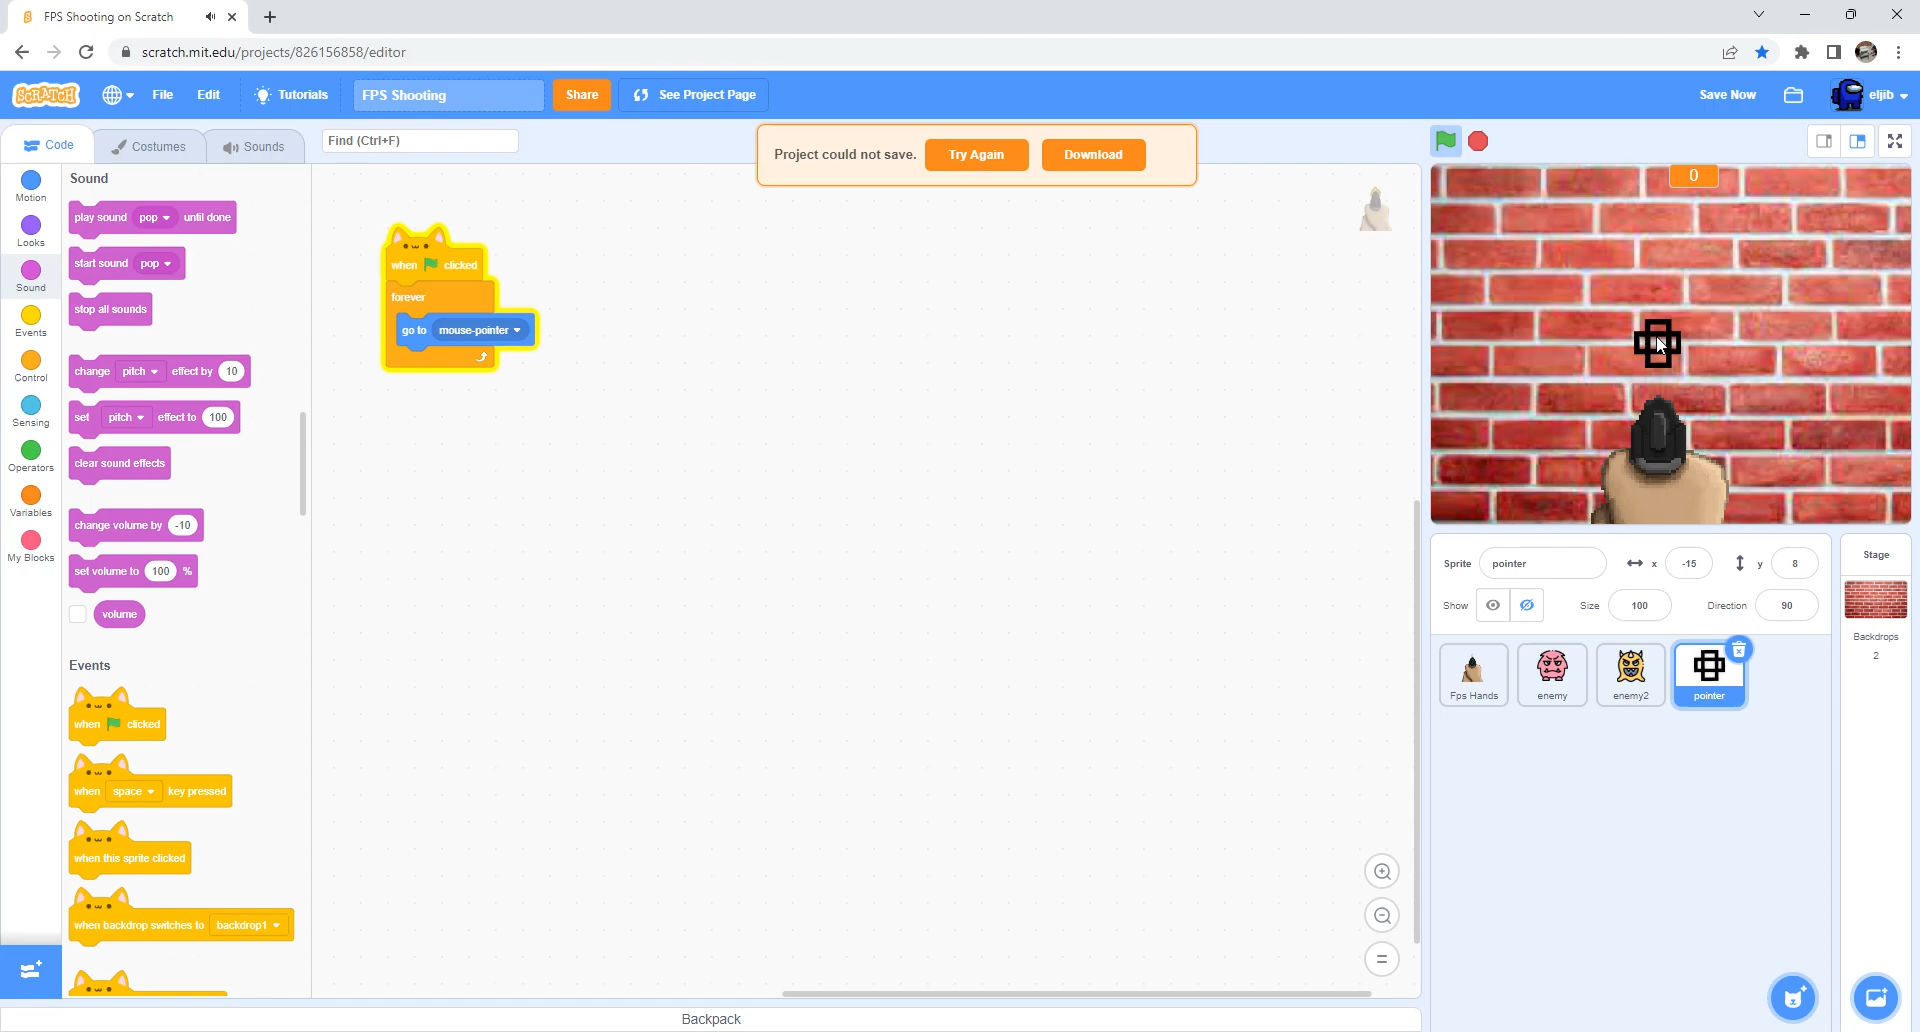 FPS Shooting on Scratch
scratch.mit.edu/projects/826156858/editor
SCRATCH
File
Edit
Tutorials
FPS Shooting
Share
See Project Page
Save Now
eljib
Code
Costumes
Sounds
Find (Ctrl+F)
Project could not save.
Try Again
Download
Motion
Looks
Sound
Events
Control
Sensing
Operators
Variables
My Blocks
Sound
play sound pop until done
start sound pop
stop all sounds
change pitch effect by 10
set pitch effect to 100
clear sound effects
change volume by -10
set volume to 100 %
volume
Events
when clicked
when space key pressed
when this sprite clicked
when backdrop switches to backdrop1
when clicked
forever
go to mouse-pointer
0
Sprite pointer x -15 y 8
Show Size 100 Direction 90
Fps Hands
enemy
enemy2
pointer
Stage
Backdrops
2
Backpack